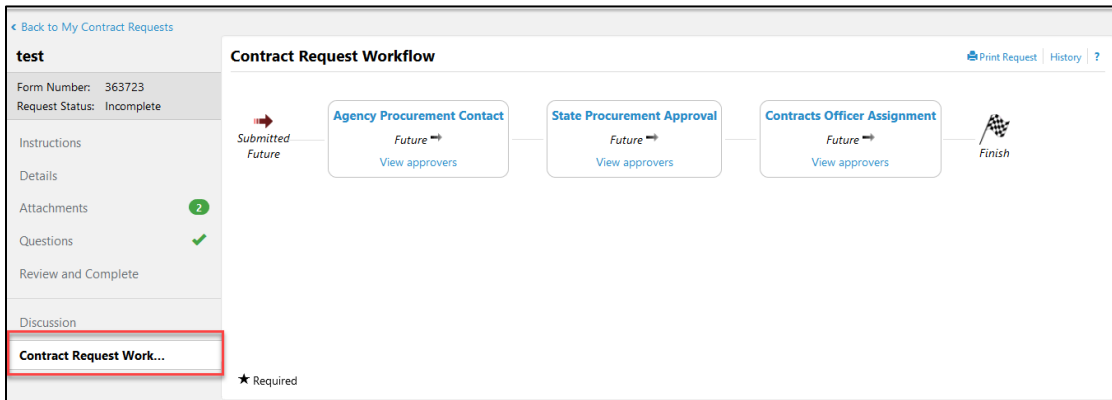 Back to My Contract Requests
test
Form Number: 363723
Request Status: Incomplete
Instructions
Details
Attachments 2
Questions
Review and Complete
Discussion
Contract Request Work...
Contract Request Workflow
Print Request History ?
Submitted
Future
Agency Procurement Contact
Future
View approvers
State Procurement Approval
Future
View approvers
Contracts Officer Assignment
Future
View approvers
Finish
★ Required